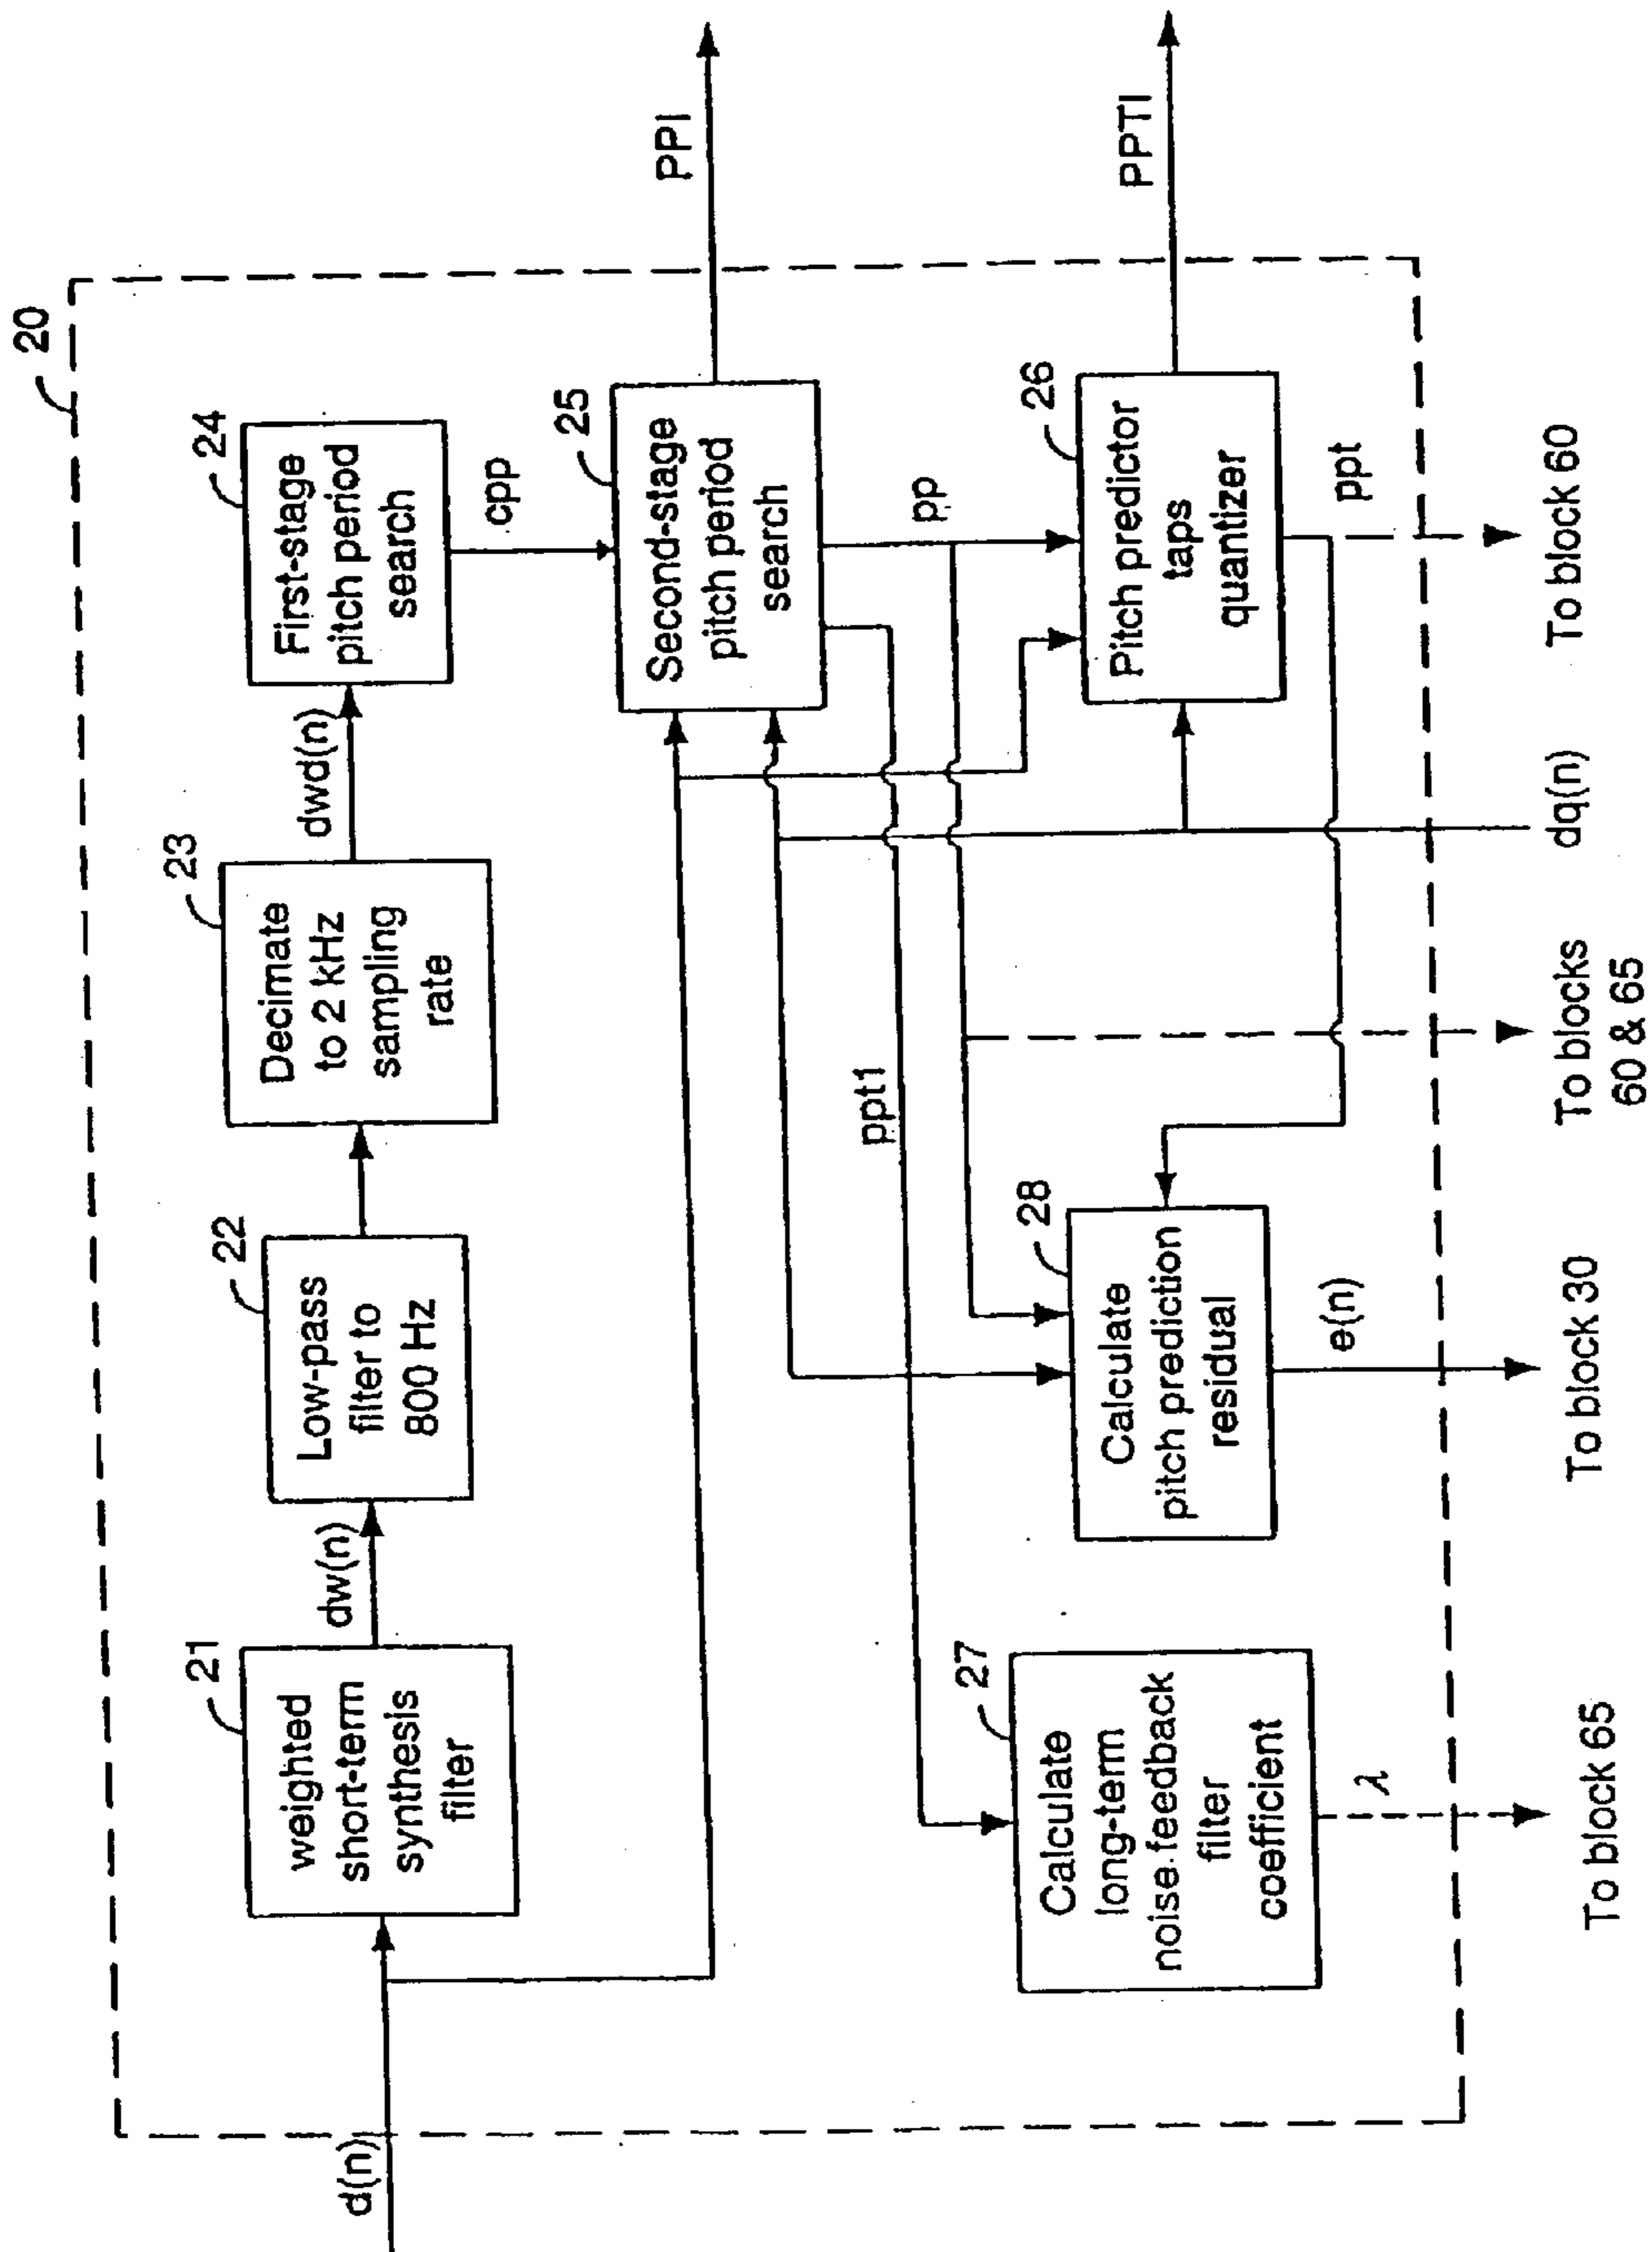 20
d(n)
21
weighted
short-term
synthesis
filter
dw(n)
22
Low-pass
filter to
800 Hz
23
Decimate
to 2 kHz
sampling
rate
dwd(n)
24
First-stage
pitch period
search
cpp
25
Second-stage
pitch period
search
PPI
ppt1
pp
27
Calculate
long-term
noise feedback
filter
coefficient
λ
28
Calculate
pitch prediction
residual
e(n)
26
Pitch predictor
taps
quantizer
PPTI
ppt
To block 65
To block 30
To blocks
60 & 65
dq(n)
To block 60